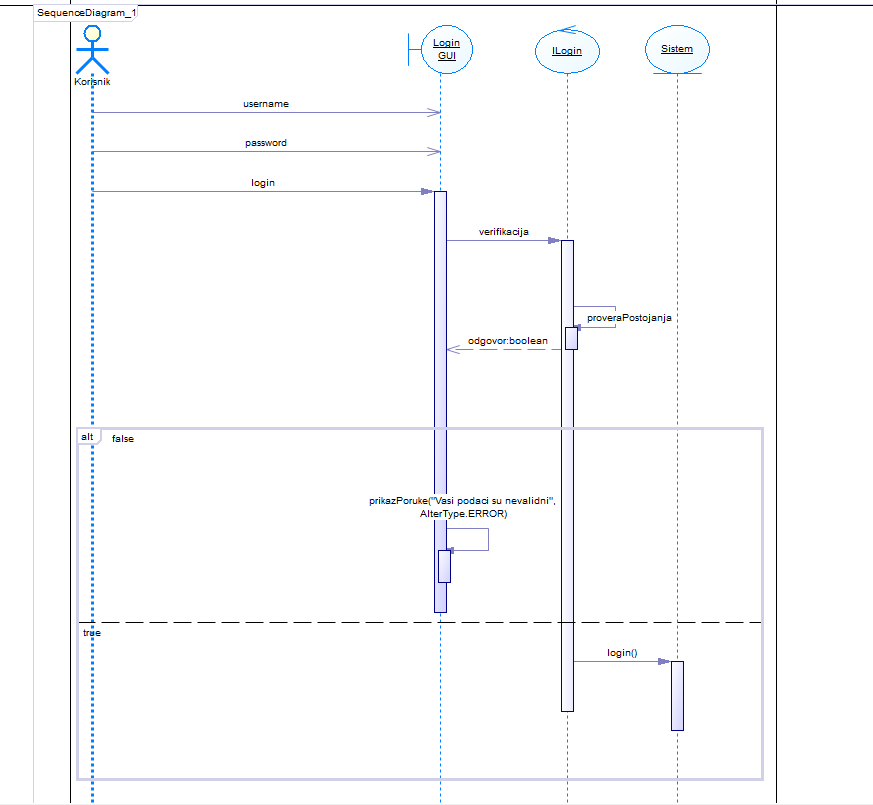 SequenceDiagram_1
Login
GUI
ILogin
Sistem
Korisnik
username
password
login
verifikacija
proveraPostojanja
odgovor:boolean
alt
false
prikazPoruke("Vasi podaci su nevalidni",
AlterType.ERROR)
true
login()